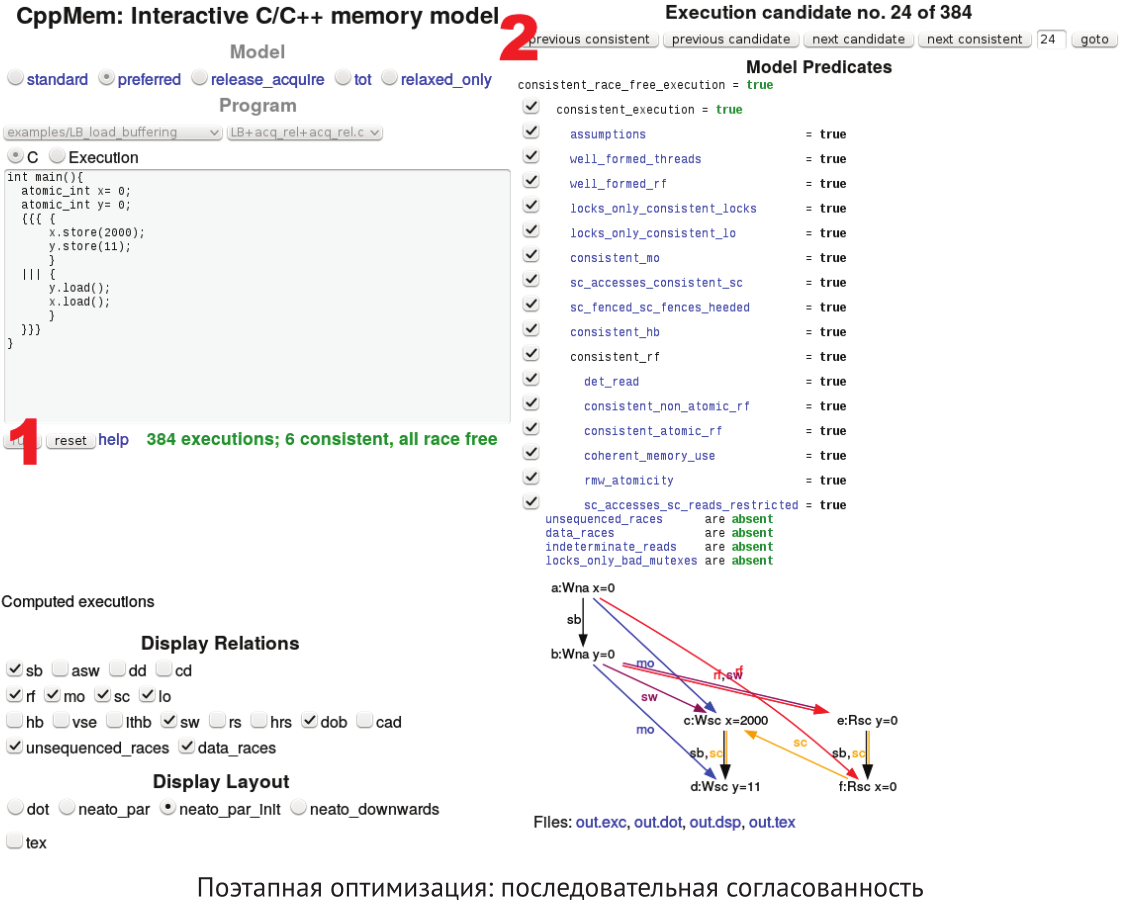 CppMem: Interactive C/C++ memory model
Model
standard preferred release_acquire tot relaxed_only
Program
examples/LB_load_buffering LB+acq_rel+acq_rel.c
C Execution
int main(){
atomic_int x= 0;
atomic_int y= 0;
{{{ {
x.store(2000);
y.store(11);
}
||| {
y.load();
x.load();
}
}}}
}
1
reset help 384 executions; 6 consistent, all race free
Computed executions
Display Relations
sb asw dd cd
rf mo sc lo
hb vse lthb sw rs hrs dob cad
unsequenced_races data_races
Display Layout
dot neato_par neato_par_init neato_downwards
tex
Execution candidate no. 24 of 384
2
previous consistent previous candidate next candidate next consistent 24 goto
Model Predicates
consistent_race_free_execution = true
consistent_execution = true
assumptions = true
well_formed_threads = true
well_formed_rf = true
locks_only_consistent_locks = true
locks_only_consistent_lo = true
consistent_mo = true
sc_accesses_consistent_sc = true
sc_fenced_sc_fences_heeded = true
consistent_hb = true
consistent_rf = true
det_read = true
consistent_non_atomic_rf = true
consistent_atomic_rf = true
coherent_memory_use = true
rmw_atomicity = true
sc_accesses_sc_reads_restricted = true
unsequenced_races are absent
data_races are absent
indeterminate_reads are absent
locks_only_bad_mutexes are absent
a:Wna x=0
sb
b:Wna y=0
mo
rf,sw
rf
sw
c:Wsc x=2000
e:Rsc y=0
mo
sc
sb,sc
sb,sc
d:Wsc y=11
f:Rsc x=0
Files: out.exc, out.dot, out.dsp, out.tex
Поэтапная оптимизация: последовательная согласованность